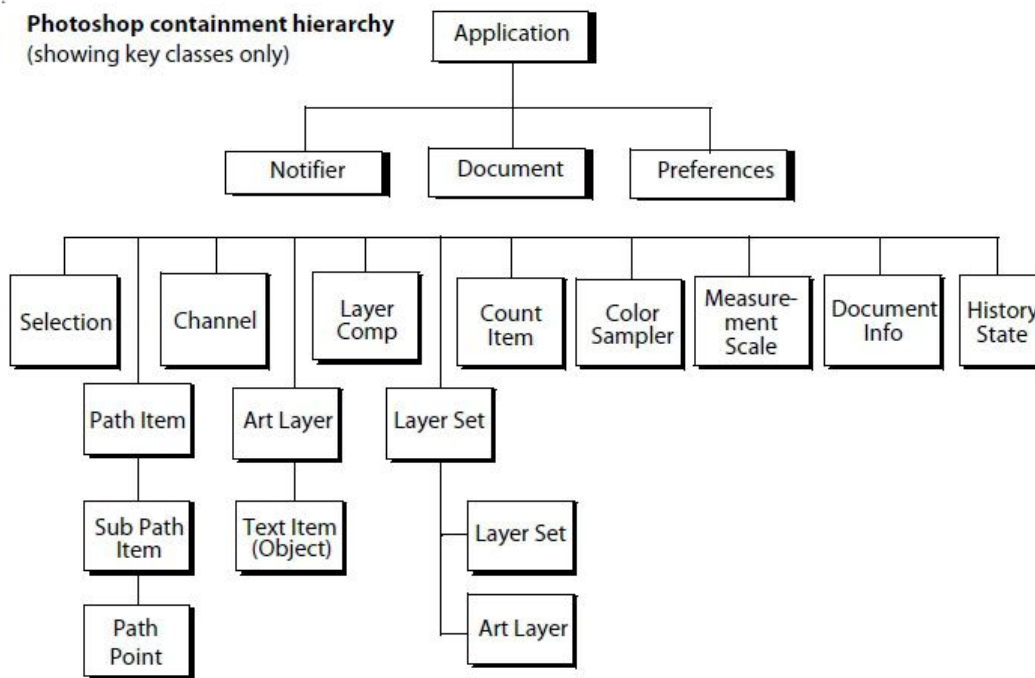 Photoshop containment hierarchy
(showing key classes only)
Application
Notifier
Document
Preferences
Selection
Channel
Layer
Comp
Count
Item
Color
Sampler
Measure-
ment
Scale
Document
Info
History
State
Path Item
Art Layer
Layer Set
Sub Path
Item
Text Item
(Object)
Layer Set
Path
Point
Art Layer